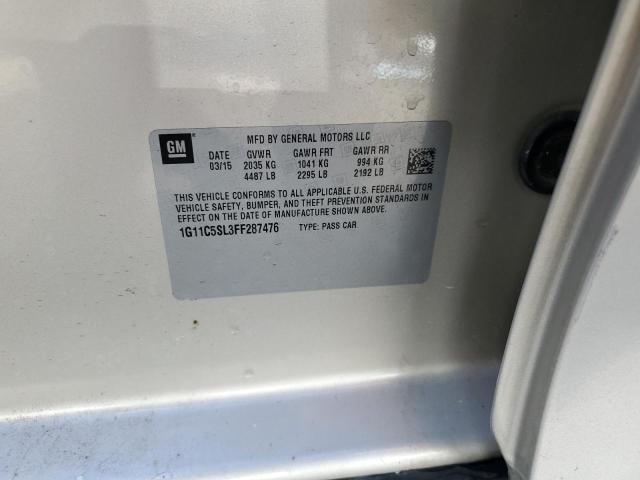 GM
MFD BY GENERAL MOTORS LLC
DATE GVWR GAWR FRT GAWR RR
03/15 2035 KG 1041 KG 994 KG
4487 LB 2295 LB 2192 LB
THIS VEHICLE CONFORMS TO ALL APPLICABLE U.S. FEDERAL MOTOR
VEHICLE SAFETY, BUMPER, AND THEFT PREVENTION STANDARDS IN
EFFECT ON THE DATE OF MANUFACTURE SHOWN ABOVE.
1G11C5SL3FF287476 TYPE: PASS CAR